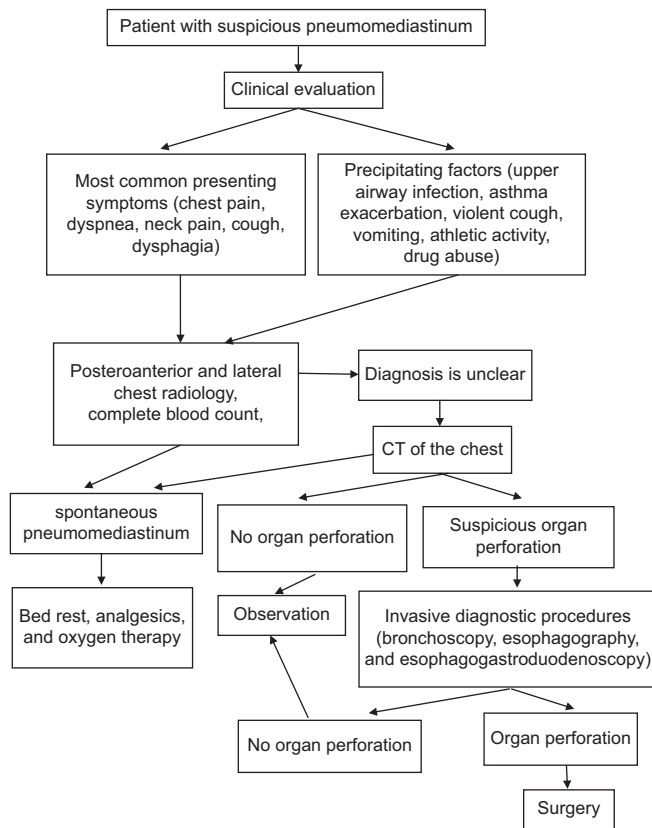 Patient with suspicious pneumomediastinum
Clinical evaluation
Most common presenting
symptoms (chest pain,
dyspnea, neck pain, cough,
dysphagia)
Precipitating factors (upper
airway infection, asthma
exacerbation, violent cough,
vomiting, athletic activity,
drug abuse)
Posteroanterior and lateral
chest radiology,
complete blood count,
Diagnosis is unclear
CT of the chest
spontaneous
pneumomediastinum
No organ perforation
Suspicious organ
perforation
Bed rest, analgesics,
and oxygen therapy
Observation
Invasive diagnostic procedures
(bronchoscopy, esophagography,
and esophagogastroduodenoscopy)
No organ perforation
Organ perforation
Surgery